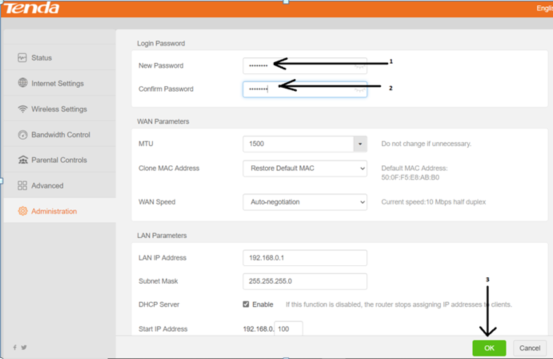 Tenda
Englis
Login Password
New Password
1
Confirm Password
2
Status
Internet Settings
Wireless Settings
Bandwidth Control
Parental Controls
Advanced
Administration
WAN Parameters
MTU
1500
Do not change if unnecessary.
Clone MAC Address
Restore Default MAC
Default MAC Address:
50:0F:F5:E8:AB:B0
WAN Speed
Auto-negotiation
Current speed:10 Mbps half duplex
LAN Parameters
LAN IP Address
192.168.0.1
Subnet Mask
255.255.255.0
3
DHCP Server
Enable
If this function is disabled, the router stops assigning IP addresses to clients.
Start IP Address
192.168.0. 100
OK
Cancel